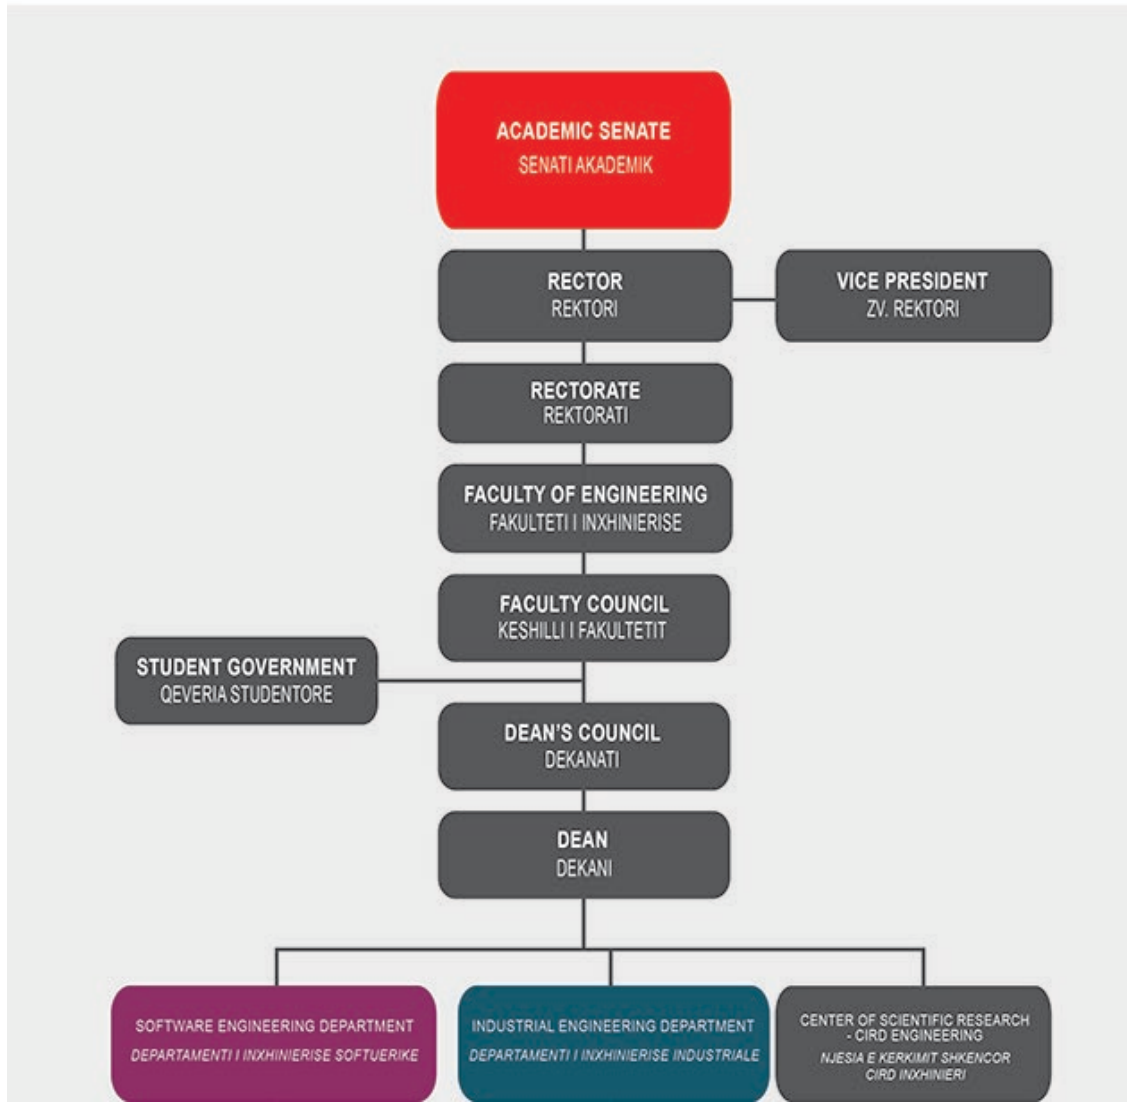 ACADEMIC SENATE
SENATI AKADEMIK
RECTOR
REKTORI
VICE PRESIDENT
ZV. REKTORI
RECTORATE
REKTORATI
FACULTY OF ENGINEERING
FAKULTETI I INXHINIERISE
FACULTY COUNCIL
KESHILLI I FAKULTETIT
STUDENT GOVERNMENT
QEVERIA STUDENTORE
DEAN'S COUNCIL
DEKANATI
DEAN
DEKANI
SOFTWARE ENGINEERING DEPARTMENT
DEPARTAMENTI I INXHINIERISE SOFTUERIKE
INDUSTRIAL ENGINEERING DEPARTMENT
DEPARTAMENTI I INXHINIERISE INDUSTRIALE
CENTER OF SCIENTIFIC RESEARCH
- CIRD ENGINEERING
NJESIA E KERKIMIT SHKENCOR
CIRD INXHINIERI